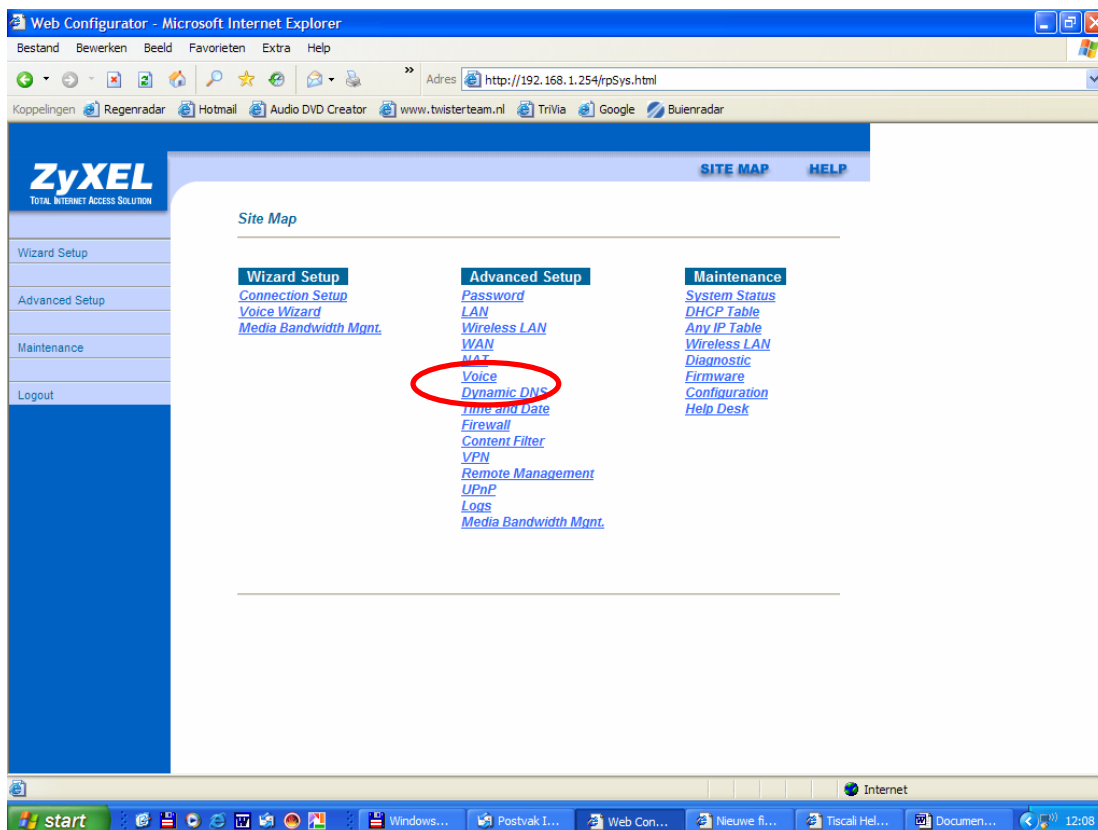 Web Configurator - Microsoft Internet Explorer
Bestand Bewerken Beeld Favorieten Extra Help
» Adres http://192.168.1.254/rpSys.html
Koppelingen Regenradar Hotmail Audio DVD Creator www.twisterteam.nl TriVia Google Buienradar
ZyXEL
TOTAL INTERNET ACCESS SOLUTION
SITE MAP HELP
Wizard Setup
Advanced Setup
Maintenance
Logout
Site Map
Wizard Setup
Connection Setup
Voice Wizard
Media Bandwidth Mgnt.
Advanced Setup
Password
LAN
Wireless LAN
WAN
NAT
Voice
Dynamic DNS
Time and Date
Firewall
Content Filter
VPN
Remote Management
UPnP
Logs
Media Bandwidth Mgnt.
Maintenance
System Status
DHCP Table
Any IP Table
Wireless LAN
Diagnostic
Firmware
Configuration
Help Desk
Internet
start Windows... Postvak I... Web Con... Nieuwe fi... Tiscali Hel... Documen... 12:08